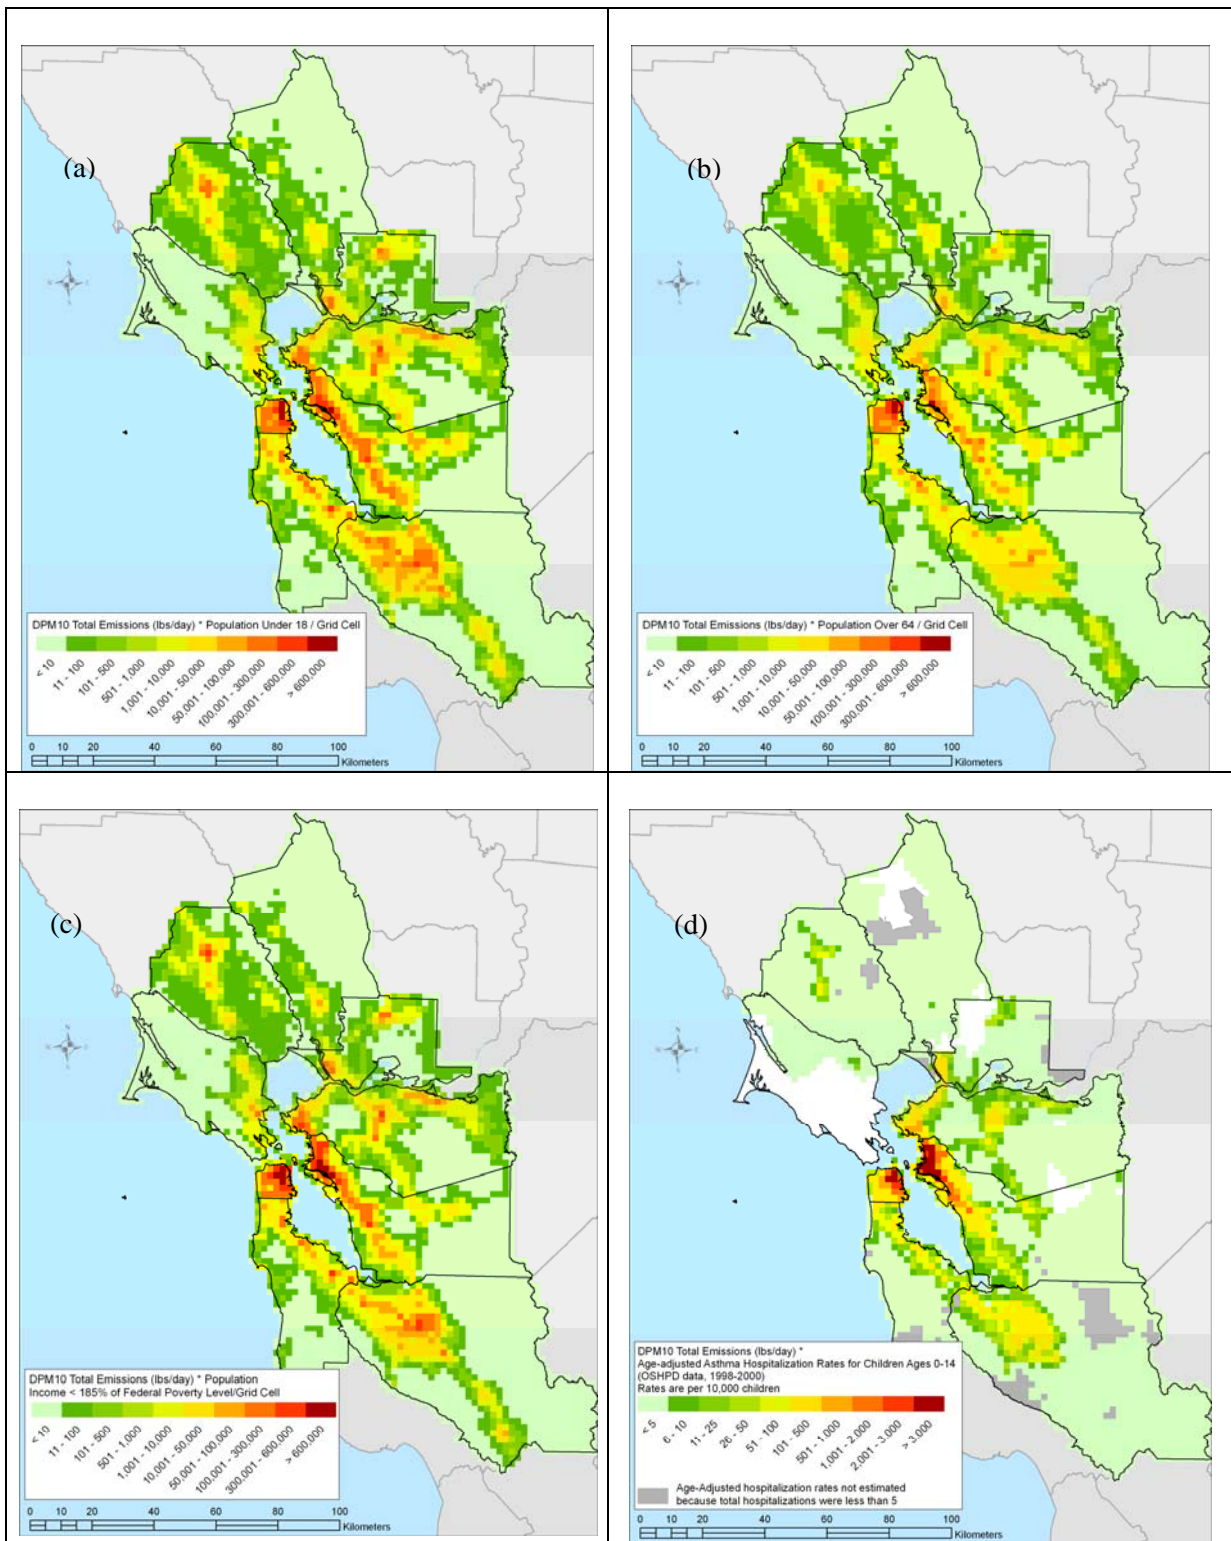 (a)
DPM10 Total Emissions (lbs/day) * Population Under 18 / Grid Cell
< 10
11 - 100
101 - 500
501 - 1,000
1,001 - 10,000
10,001 - 50,000
50,001 - 100,000
100,001 - 300,000
300,001 - 600,000
> 600,000
0 10 20 40 60 80 100
Kilometers
(b)
DPM10 Total Emissions (lbs/day) * Population Over 64 / Grid Cell
< 10
11 - 100
101 - 500
501 - 1,000
1,001 - 10,000
10,001 - 50,000
50,001 - 100,000
100,001 - 300,000
300,001 - 600,000
> 600,000
0 10 20 40 60 80 100
Kilometers
(c)
DPM10 Total Emissions (lbs/day) * Population
Income < 185% of Federal Poverty Level/Grid Cell
< 10
11 - 100
101 - 500
501 - 1,000
1,001 - 10,000
10,001 - 50,000
50,001 - 100,000
100,001 - 300,000
300,001 - 600,000
> 600,000
0 10 20 40 60 80 100
Kilometers
(d)
DPM10 Total Emissions (lbs/day) *
Age-adjusted Asthma Hospitalization Rates for Children Ages 0-14
(OSHPD data, 1998-2000)
Rates are per 10,000 children
< 5
6 - 10
11 - 25
26 - 50
51 - 100
101 - 500
501 - 1,000
1,001 - 2,000
2,001 - 3,000
> 3,000
Age-Adjusted hospitalization rates not estimated
because total hospitalizations were less than 5
0 10 20 40 60 80 100
Kilometers